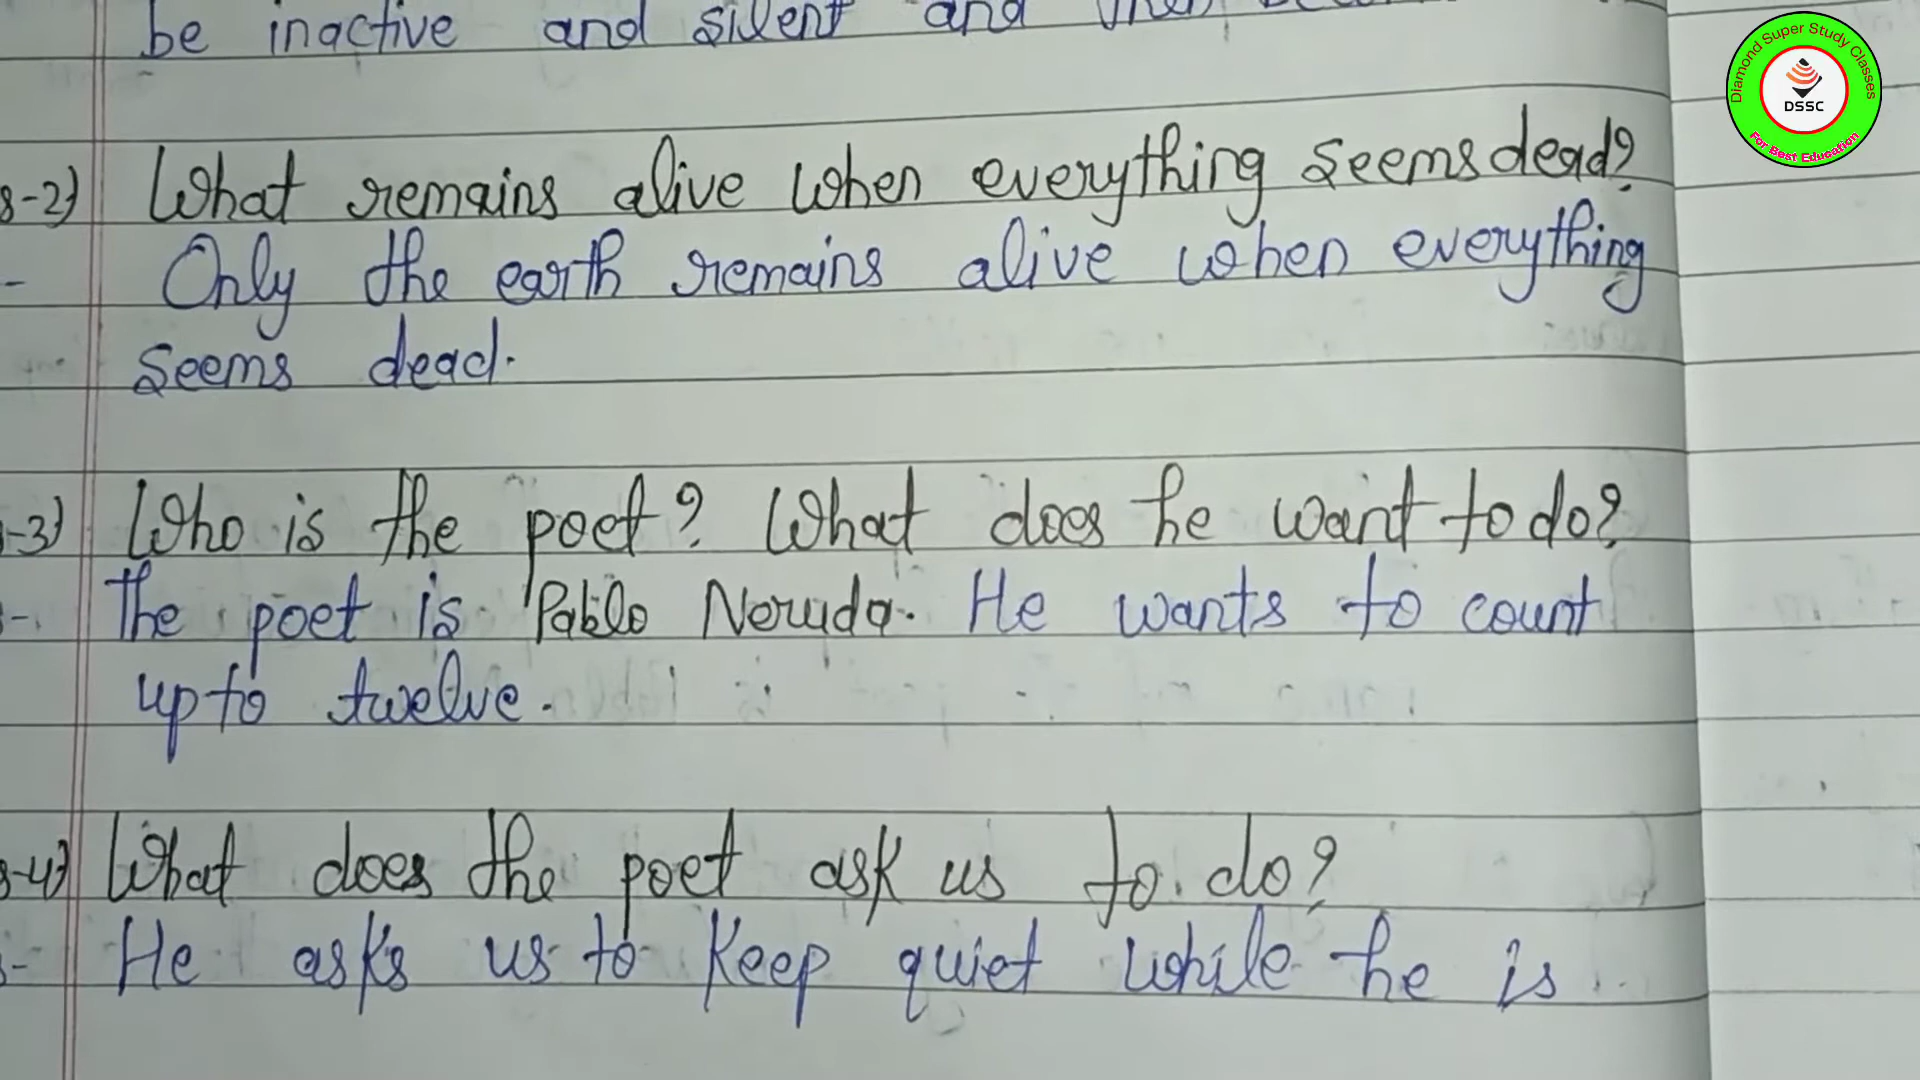 be inactive and silent and then
8-2) What remains alive when everything seems dead?
- Only the earth remains alive when everything
seems dead.
-3) Who is the poet? What does he want to do?
- The poet is Pablo Neruda. He wants to count
upto twelve.
-4) What does the poet ask us to do?
- He asks us to keep quiet while he is
Diamond Super Study Classes
DSSC
For Best Education